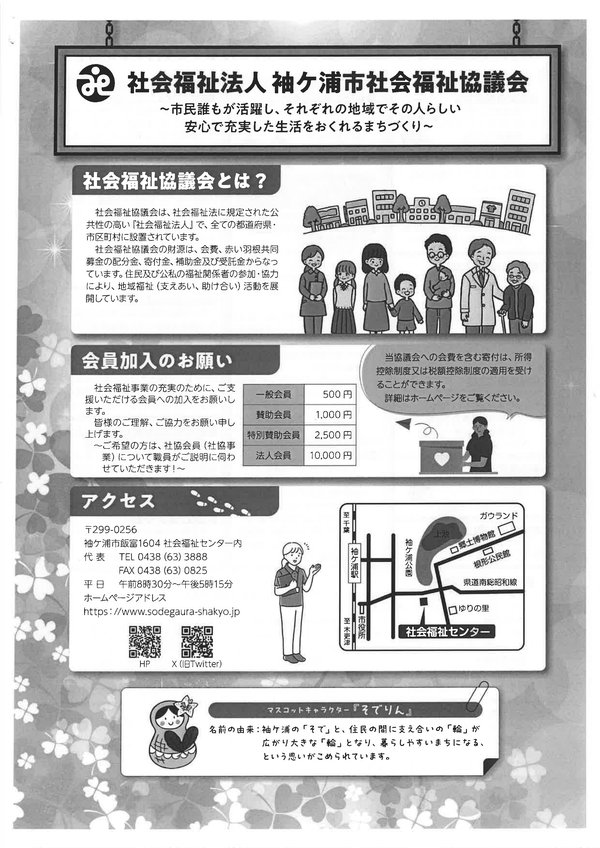 社会福祉法人 袖ケ浦市社会福祉協議会
～市民誰もが活躍し、それぞれの地域でその人らしい
安心で充実した生活をおくれるまちづくり～
社会福祉協議会とは？
社会福祉協議会は、社会福祉法に規定された公
共性の高い『社会福祉法人』で、全ての都道府県・
市区町村に設置されています。
社会福祉協議会の財源は、会費、赤い羽根共同
募金の配分金、寄付金、補助金及び受託金からなっ
ています。住民及び公私の福祉関係者の参加・協力
により、地域福祉（支えあい、助け合い）活動を展
開しています。
会員加入のお願い
社会福祉事業の充実のために、ご支
援いただける会員への加入をお願いしま
す。
皆様のご理解、ご協力をお願い申し
上げます。
～ご希望の方は、社協会員（社協事
業）について職員がご説明に伺わ
せていただきます！～
一般会員 500円
賛助会員 1,000円
特別賛助会員 2,500円
法人会員 10,000円
当協議会への会費を含む寄付は、所得
控除制度又は税額控除制度の適用を受け
ることができます。
詳細はホームページをご覧ください。
アクセス
〒299-0256
袖ケ浦市飯富1604 社会福祉センター内
代 表 TEL 0438 (63) 3888
FAX 0438 (63) 0825
平 日 午前8時30分～午後5時15分
ホームページアドレス
https://www.sodegaura-shakyo.jp/
HP
X (旧Twitter)
至 千葉
袖ケ浦駅
至 木更津
市役所
袖ケ浦公園
上池
ガウランド
郷土博物館
根形公民館
県道南総昭和線
ゆりの里
社会福祉センター
マスコットキャラクター『そでりん』
名前の由来：袖ケ浦の「そで」と、住民の間に支え合いの「輪」が
広がり大きな「輪」となり、暮らしやすいまちになる、
という思いがこめられています。